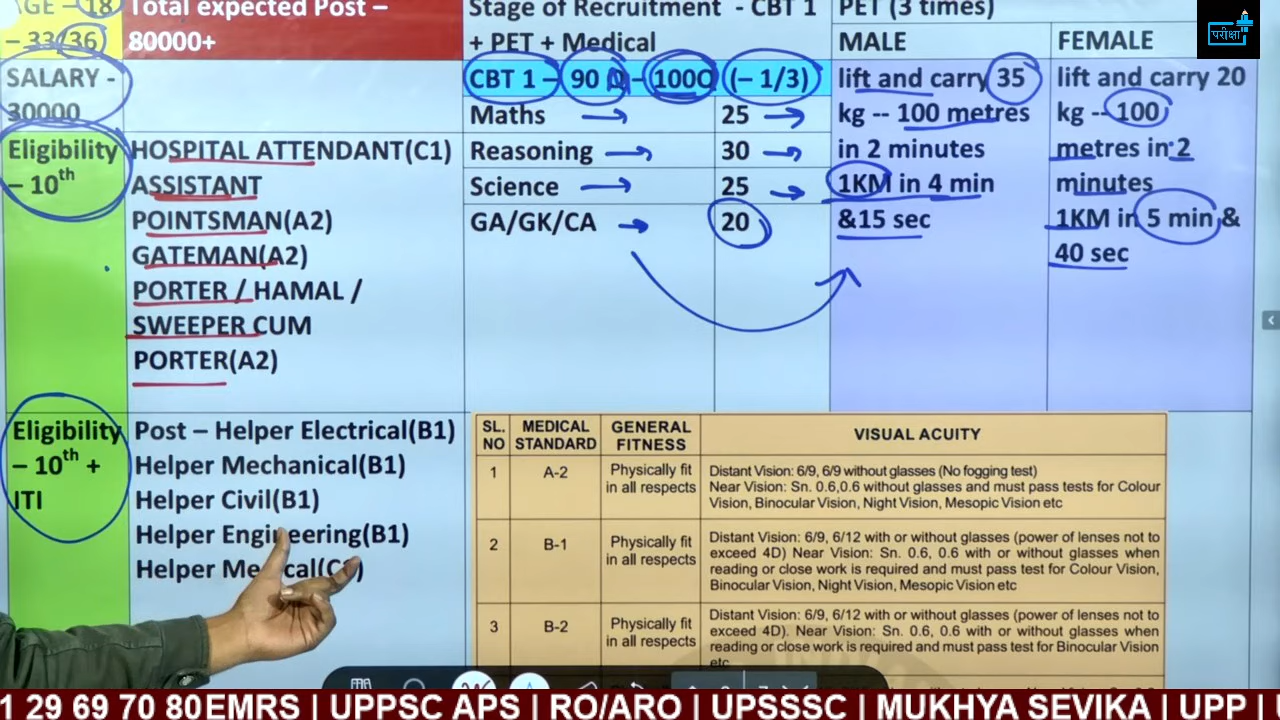 AGE – 18
– 33/36
Total expected Post –
80000+
Stage of Recruitment - CBT 1
+ PET + Medical
PET (3 times)
MALE
FEMALE
परीक्षा
SALARY -
30000
CBT 1 – 90 – 100Q (– 1/3)
Maths 25
Reasoning 30
Science 25
GA/GK/CA 20
lift and carry 35
kg -- 100 metres
in 2 minutes
1KM in 4 min
&15 sec
lift and carry 20
kg -- 100
metres in 2
minutes
1KM in 5 min &
40 sec
Eligibility
– 10th
HOSPITAL ATTENDANT(C1)
ASSISTANT
POINTSMAN(A2)
GATEMAN(A2)
PORTER / HAMAL /
SWEEPER CUM
PORTER(A2)
Eligibility
– 10th +
ITI
Post – Helper Electrical(B1)
Helper Mechanical(B1)
Helper Civil(B1)
Helper Engineering(B1)
Helper
SL. NO MEDICAL STANDARD GENERAL FITNESS VISUAL ACUITY
1 A-2 Physically fit in all respects
Distant Vision: 6/9, 6/9 without glasses (No fogging test)
Near Vision: Sn. 0.6,0.6 without glasses and must pass tests for Colour
Vision, Binocular Vision, Night Vision, Mesopic Vision etc
2 B-1 Physically fit in all respects
Distant Vision: 6/9, 6/12 with or without glasses (power of lenses not to
exceed 4D) Near Vision: Sn. 0.6, 0.6 with or without glasses when
reading or close work is required and must pass test for Colour Vision,
Binocular Vision, Night Vision, Mesopic Vision etc
3 B-2 Physically fit in all respects
Distant Vision: 6/9, 6/12 with or without glasses (power of lenses not to
exceed 4D). Near Vision: Sn. 0.6, 0.6 with or without glasses when
reading or close work is required and must pass test for Binocular Vision
etc
1 29 69 70 80 EMRS | UPPSC APS | RO/ARO | UPSSSC | MUKHYA SEVIKA | UPP |